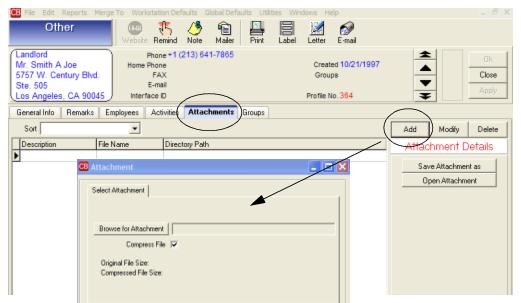 CB File Edit Reports Merge To Workstation Defaults Global Defaults Utilities Windows Help
Other
Website Remind Note Mailer Print Label Letter E-mail
Landlord
Mr. Smith A Joe
5757 W. Century Blvd.
Ste. 505
Los Angeles, CA 90045
Phone +1 (213) 641-7865
Home Phone
FAX
E-mail
Interface ID
Created 10/21/1997
Groups
Profile No. 364
Ok
Close
Apply
General Info Remarks Employees Activities Attachments Groups
Sort
Add Modify Delete
Description File Name Directory Path
Attachment Details
Save Attachment as
Open Attachment
CB Attachment
Select Attachment
Browse for Attachment
Compress File
Original File Size:
Compressed File Size: